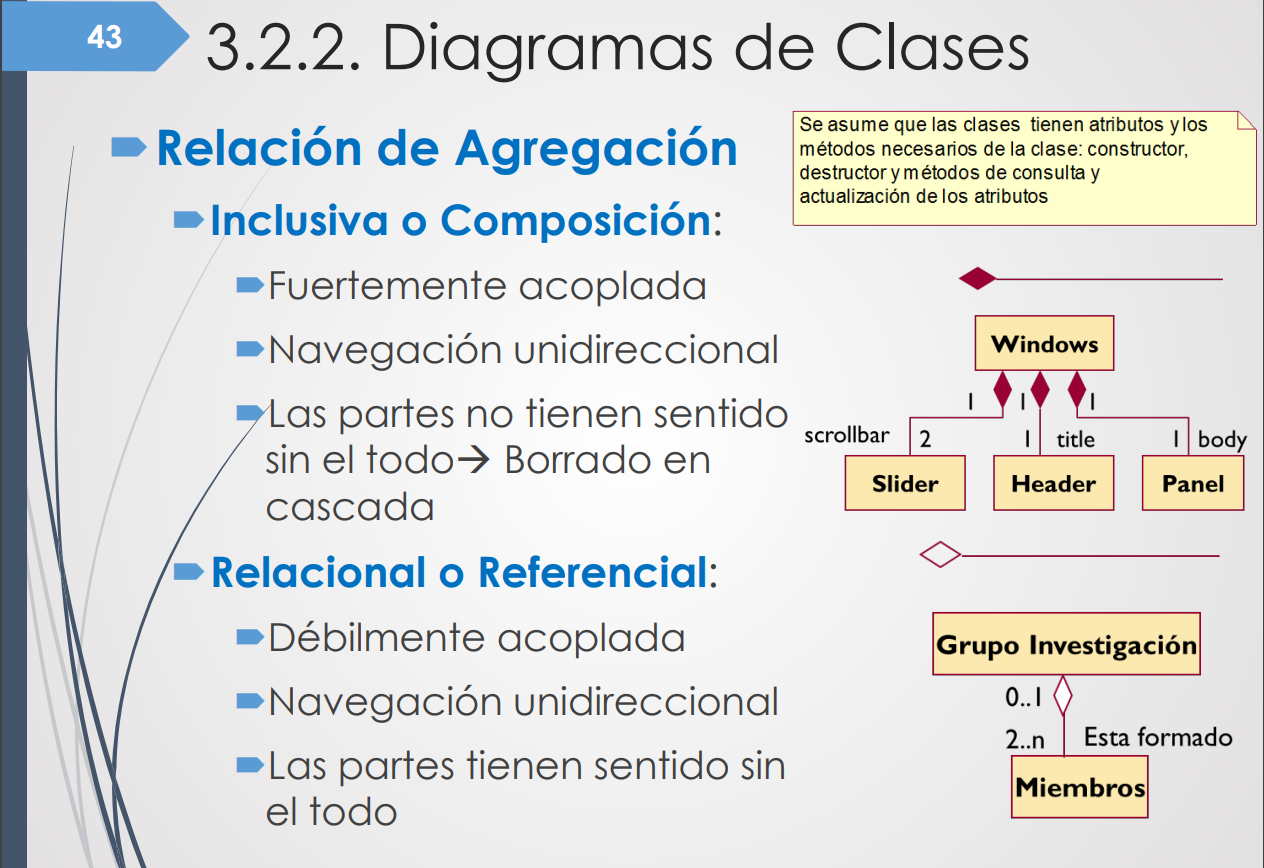 43
3.2.2. Diagramas de Clases
Relación de Agregación
Inclusiva o Composición:
Fuertemente acoplada
Navegación unidireccional
Las partes no tienen sentido
sin el todo→ Borrado en
cascada
Relacional o Referencial:
Débilmente acoplada
Navegación unidireccional
Las partes tienen sentido sin
el todo
Se asume que las clases tienen atributos y los
métodos necesarios de la clase: constructor,
destructor y métodos de consulta y
actualización de los atributos
Windows
1 1 1
scrollbar 2 1 title 1 body
Slider Header Panel
Grupo Investigación
0..1
2..n Esta formado
Miembros